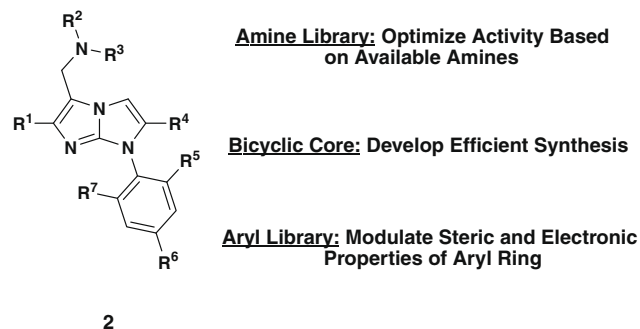 R²
N R³
Amine Library: Optimize Activity Based
on Available Amines
R¹ N R⁴
N N
Bicyclic Core: Develop Efficient Synthesis
R⁵
R⁷
R⁶
Aryl Library: Modulate Steric and Electronic
Properties of Aryl Ring
2